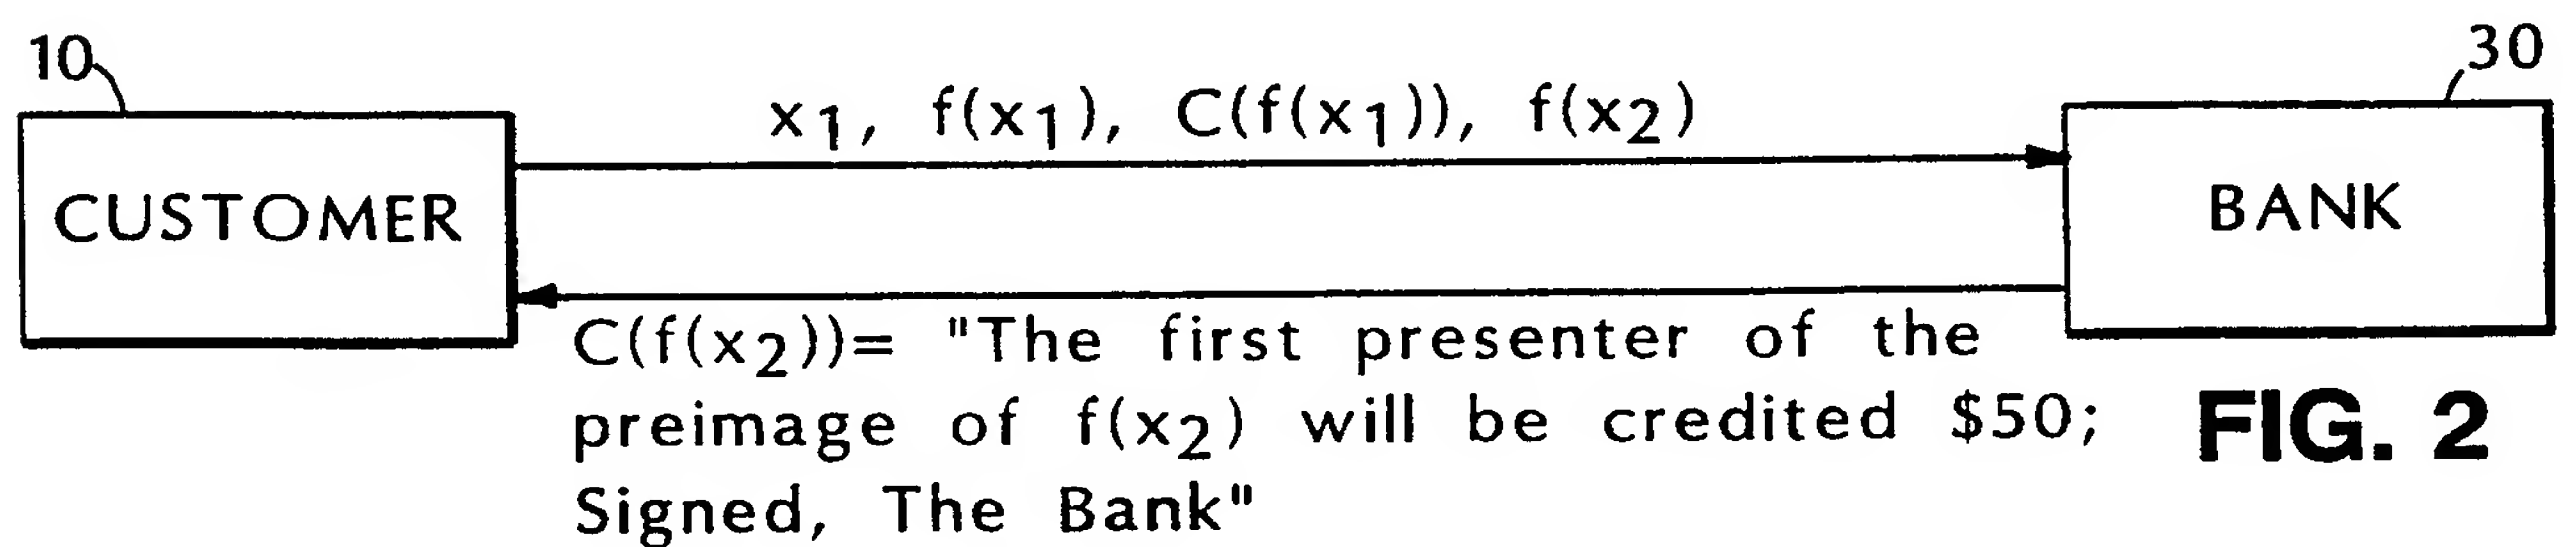 10
30
x1, f(x1), C(f(x1)), f(x2)
CUSTOMER
BANK
C(f(x2))= "The first presenter of the
preimage of f(x2) will be credited $50;
Signed, The Bank"
FIG. 2